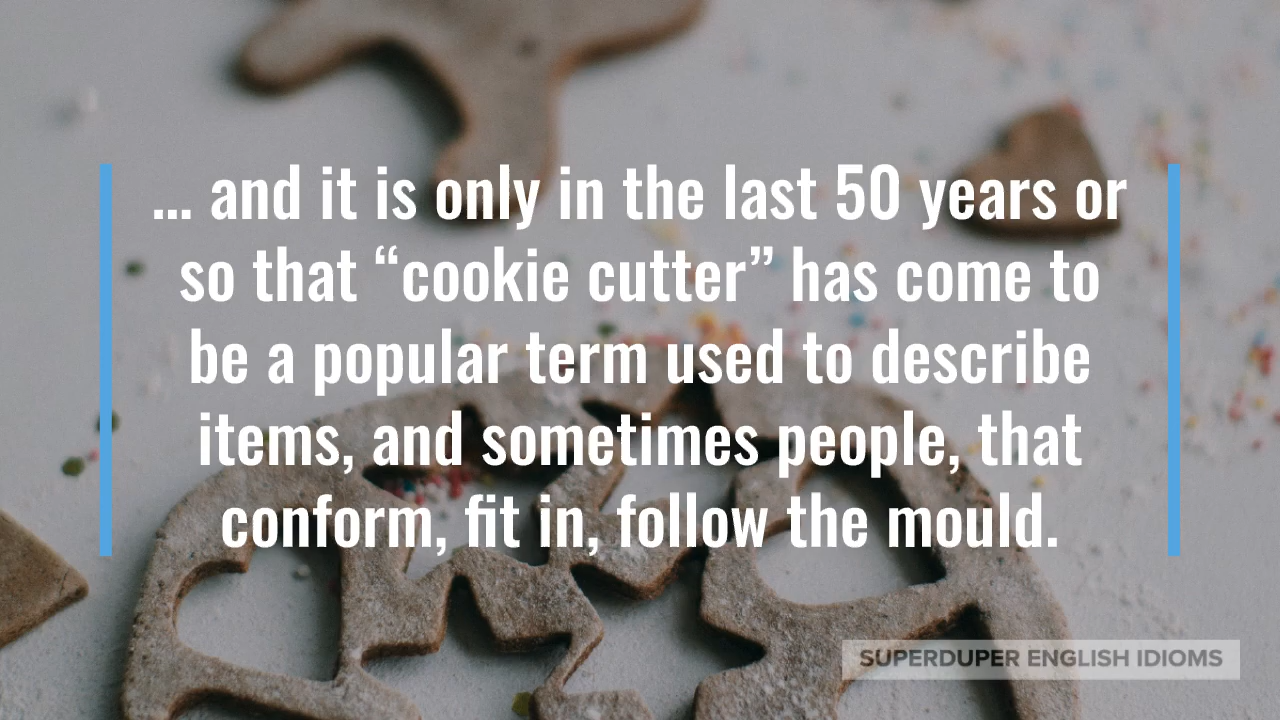 ... and it is only in the last 50 years or
so that “cookie cutter” has come to
be a popular term used to describe
items, and sometimes people, that
conform, fit in, follow the mould.
SUPERDUPER ENGLISH IDIOMS